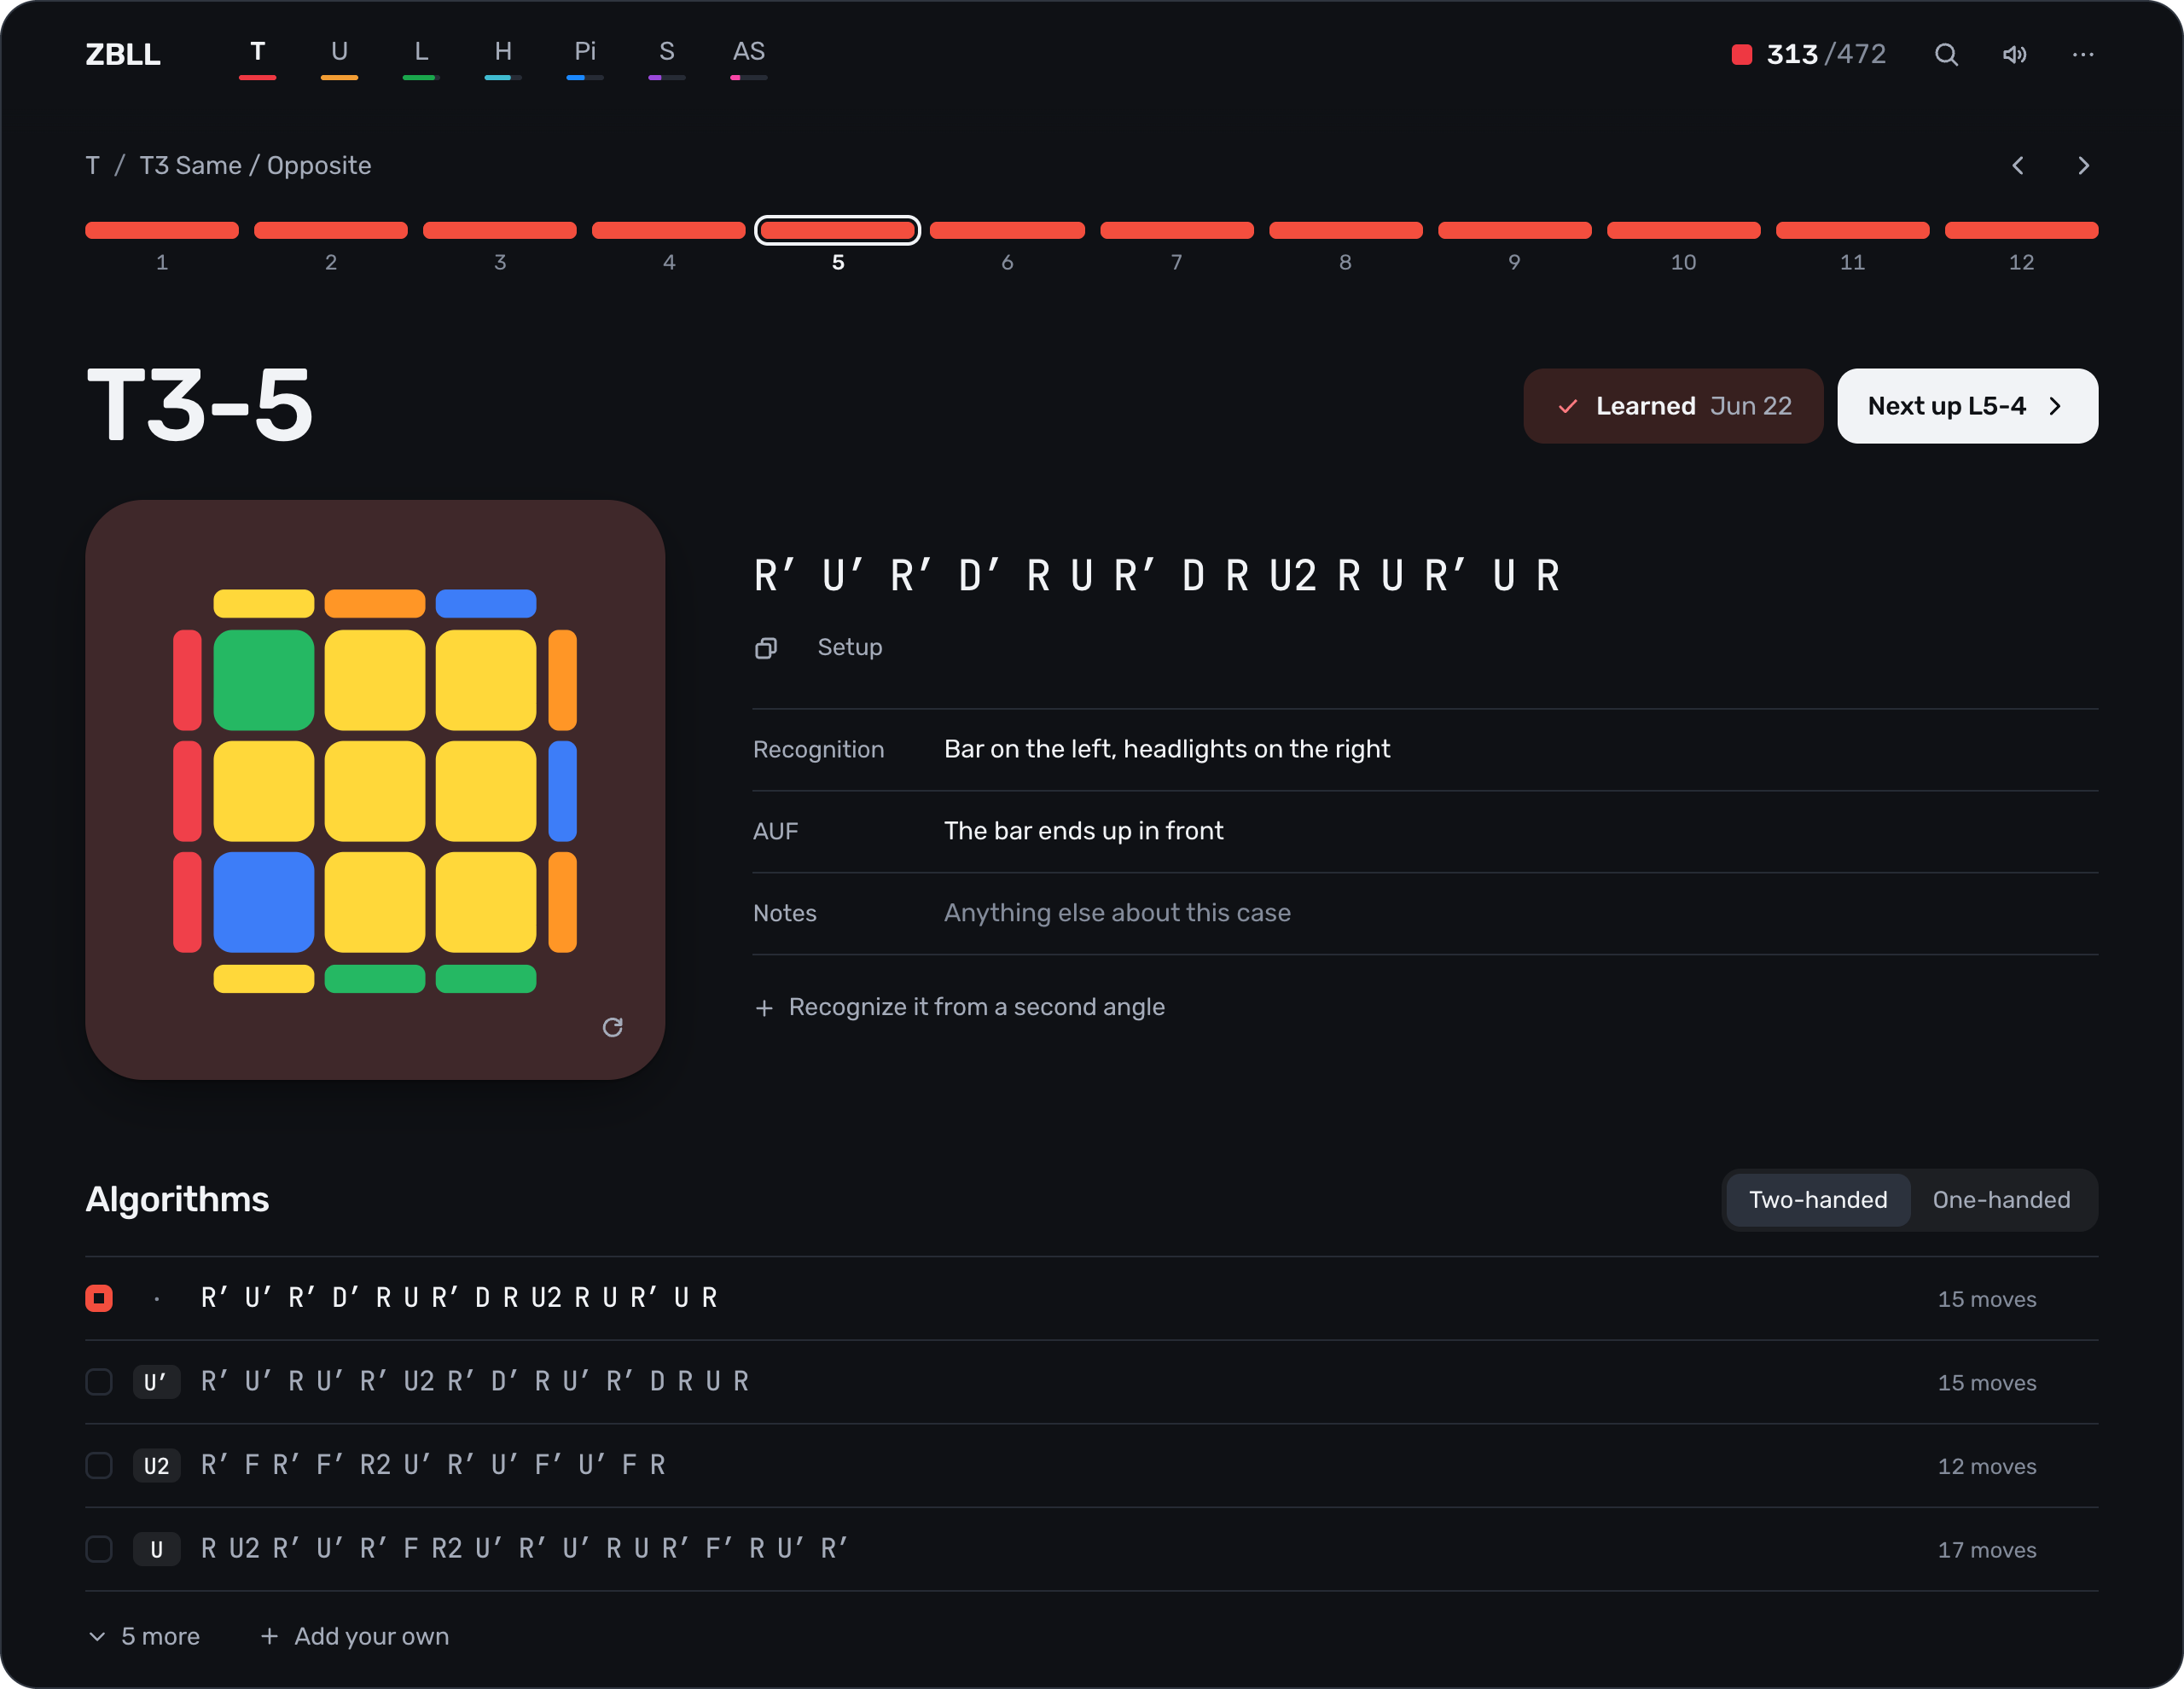 ZBLL T U L H Pi S AS 313 /472
T / T3 Same / Opposite
1 2 3 4 5 6 7 8 9 10 11 12
T3-5
Learned Jun 22 Next up L5-4
R’ U’ R’ D’ R U R’ D R U2 R U R’ U R
Setup
Recognition Bar on the left, headlights on the right
AUF The bar ends up in front
Notes Anything else about this case
+ Recognize it from a second angle
Algorithms Two-handed One-handed
· R’ U’ R’ D’ R U R’ D R U2 R U R’ U R 15 moves
U’ R’ U’ R U’ R’ U2 R’ D’ R U’ R’ D R U R 15 moves
U2 R’ F R’ F’ R2 U’ R’ U’ F’ U’ F R 12 moves
U R U2 R’ U’ R’ F R2 U’ R’ U’ R U R’ F’ R U’ R’ 17 moves
5 more + Add your own